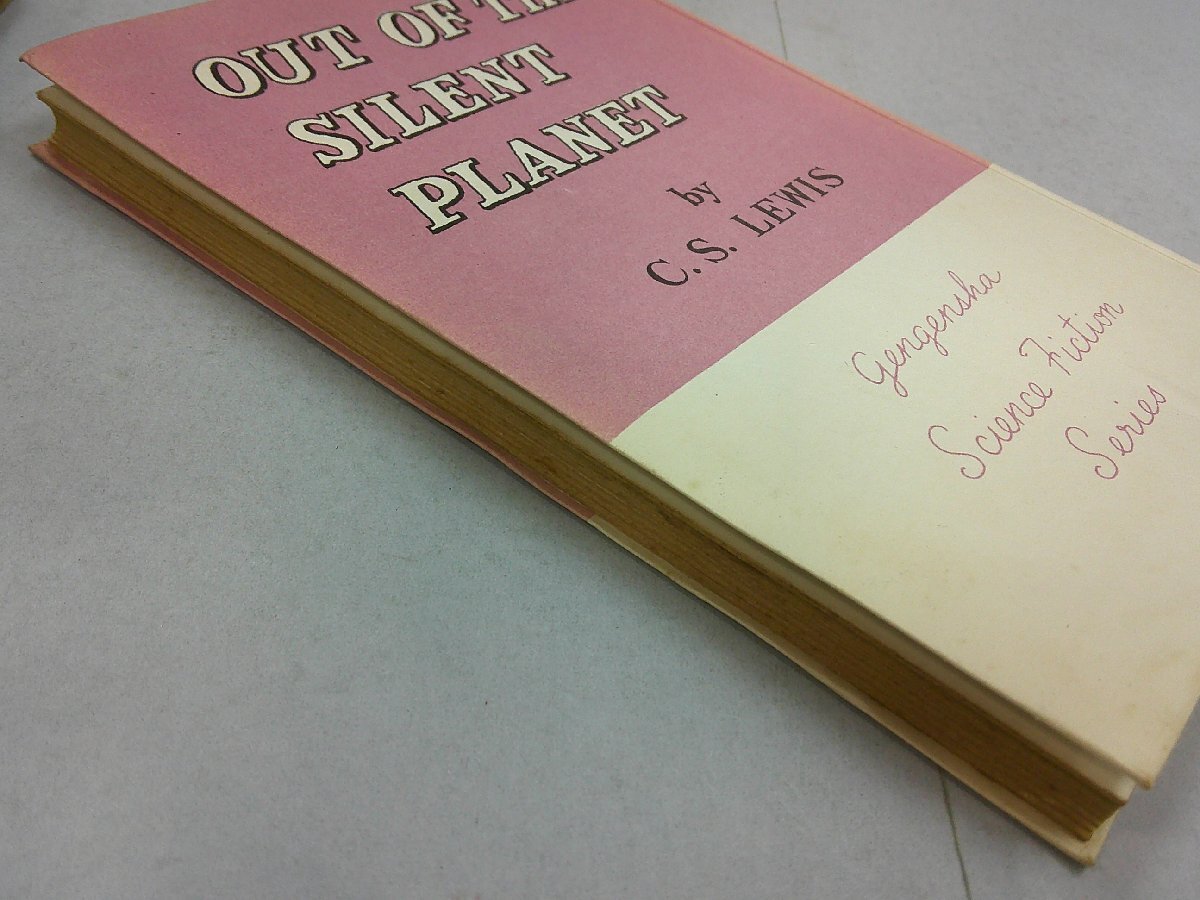 OUT OF THE
SILENT
PLANET
by
C. S. LEWIS
Gengensha
Science Fiction
Series